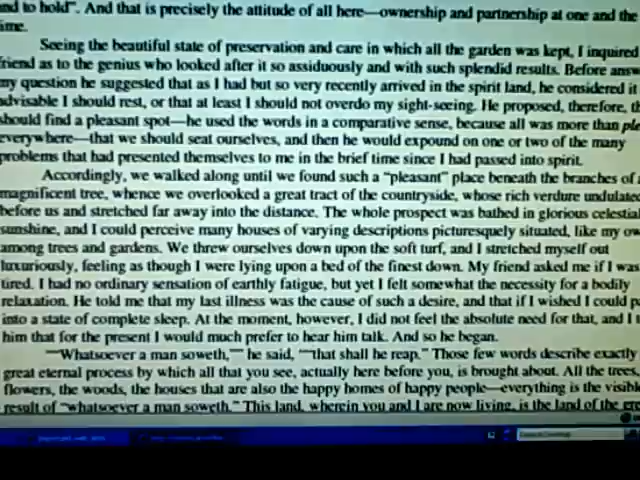 nd to hold". And that is precisely the attitude of all here—ownership and partnership at one and the
ime.
Seeing the beautiful state of preservation and care in which all the garden was kept, I inquired
friend as to the genius who looked after it so assiduously and with such splendid results. Before answ
my question he suggested that as I had but so very recently arrived in the spirit land, he considered it
advisable I should rest, or that at least I should not overdo my sight-seeing. He proposed, therefore, t
should find a pleasant spot—he used the words in a comparative sense, because all was more than ple
everywhere—that we should seat ourselves, and then he would expound on one or two of the many
problems that had presented themselves to me in the brief time since I had passed into spirit.
Accordingly, we walked along until we found such a "pleasant" place beneath the branches of a
magnificent tree, whence we overlooked a great tract of the countryside, whose rich verdure undulate
before us and stretched far away into the distance. The whole prospect was bathed in glorious celestia
sunshine, and I could perceive many houses of varying descriptions picturesquely situated, like my ow
among trees and gardens. We threw ourselves down upon the soft turf, and I stretched myself out
luxuriously, feeling as though I were lying upon a bed of the finest down. My friend asked me if I was
tired. I had no ordinary sensation of earthly fatigue, but yet I felt somewhat the necessity for a bodily
relaxation. He told me that my last illness was the cause of such a desire, and that if I wished I could p
into a state of complete sleep. At the moment, however, I did not feel the absolute need for that, and I t
him that for the present I would much prefer to hear him talk. And so he began.
""Whatsoever a man soweth,"" he said, ""that shall he reap." Those few words describe exactly
great eternal process by which all that you see, actually here before you, is brought about. All the trees,
flowers, the woods, the houses that are also the happy homes of happy people—everything is the visible
result of "whatsoever a man soweth." This land, wherein you and I are now living, is the land of the gre